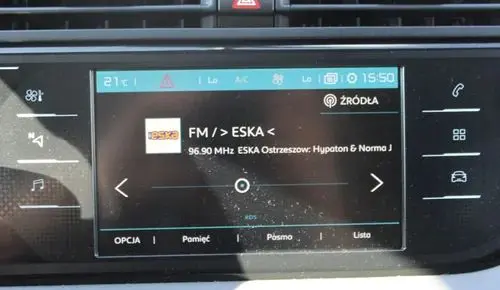 21°C Lo A/C Lo 15:50
ŹRÓDŁA
eska
FM / > ESKA <
96.90 MHz ESKA Ostrzeszow: Hypaton & Norma J
RDS
OPCJA | Pamięć | Pasmo | Lista
N